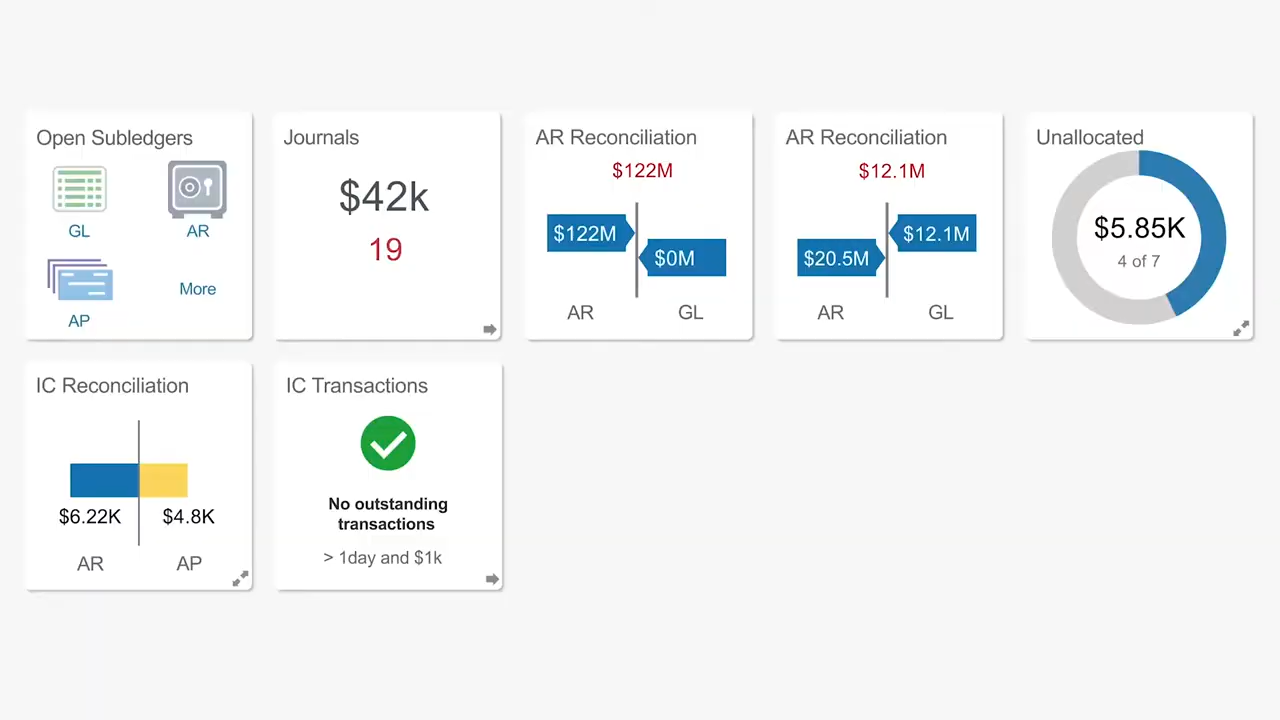 Open Subledgers
GL
AR
AP
More
Journals
$42k
19
AR Reconciliation
$122M
$122M
$0M
AR
GL
AR Reconciliation
$12.1M
$12.1M
$20.5M
AR
GL
Unallocated
$5.85K
4 of 7
IC Reconciliation
$6.22K
$4.8K
AR
AP
IC Transactions
No outstanding
transactions
> 1day and $1k